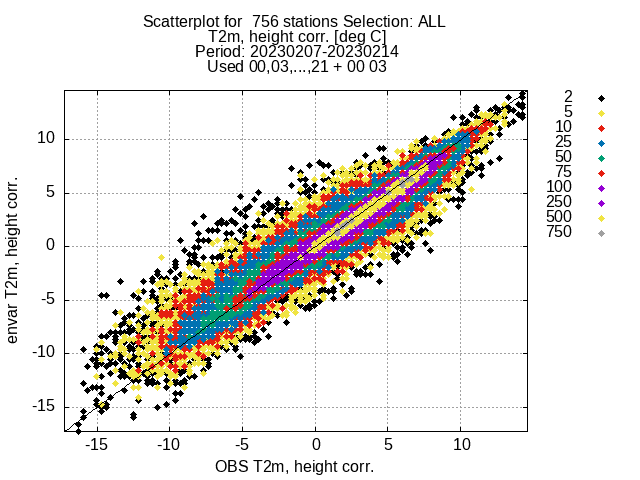 Scatterplot for  756 stations Selection: ALL
T2m, height corr. [deg C]
Period: 20230207-20230214
Used 00,03,...,21 + 00 03
envar T2m, height corr.
10
5
0
-5
-10
-15
-15 -10 -5 0 5 10
OBS T2m, height corr.
2
5
10
25
50
75
100
250
500
750